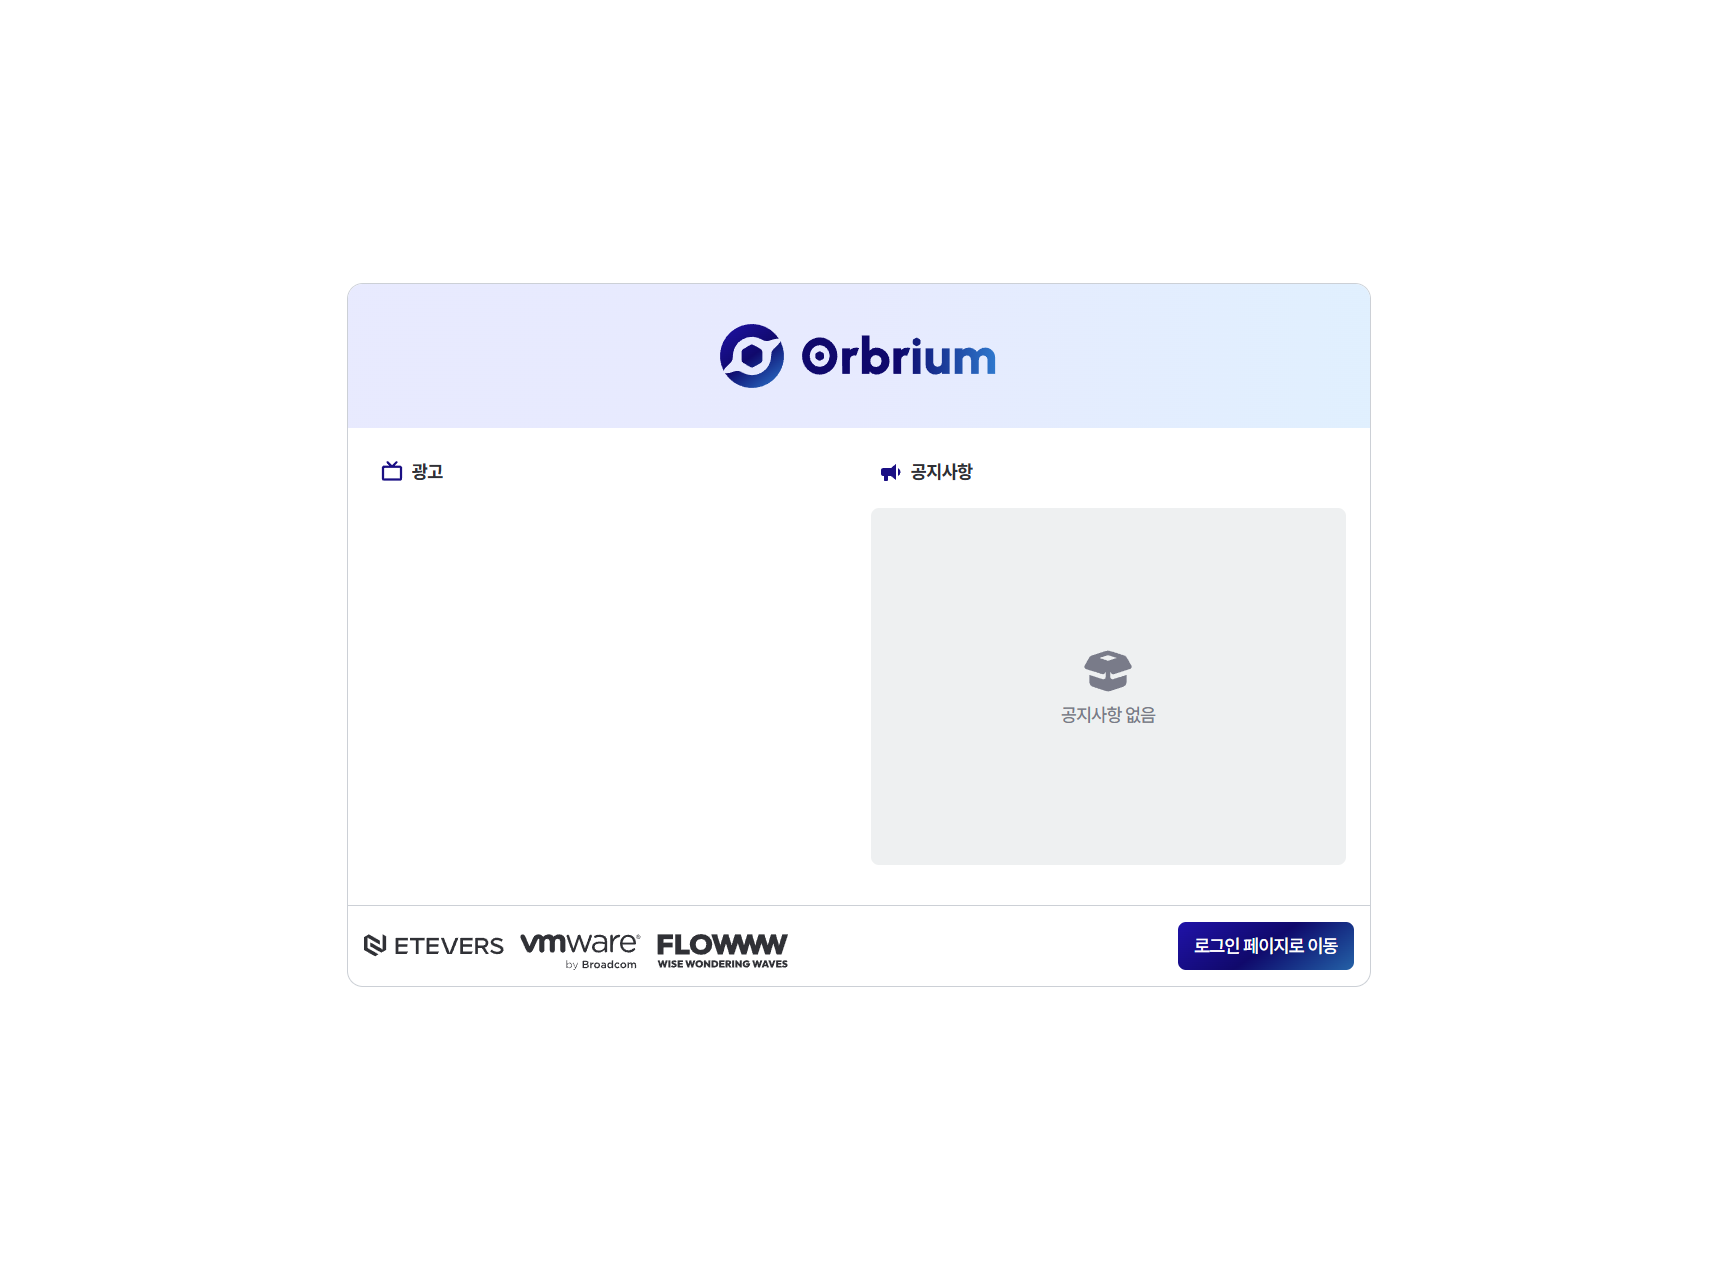 Orbrium
광고
공지사항
공지사항 없음
ETEVERS
vmware®
by Broadcom
FLOWWW
WISE WONDERING WAVES
로그인 페이지로 이동